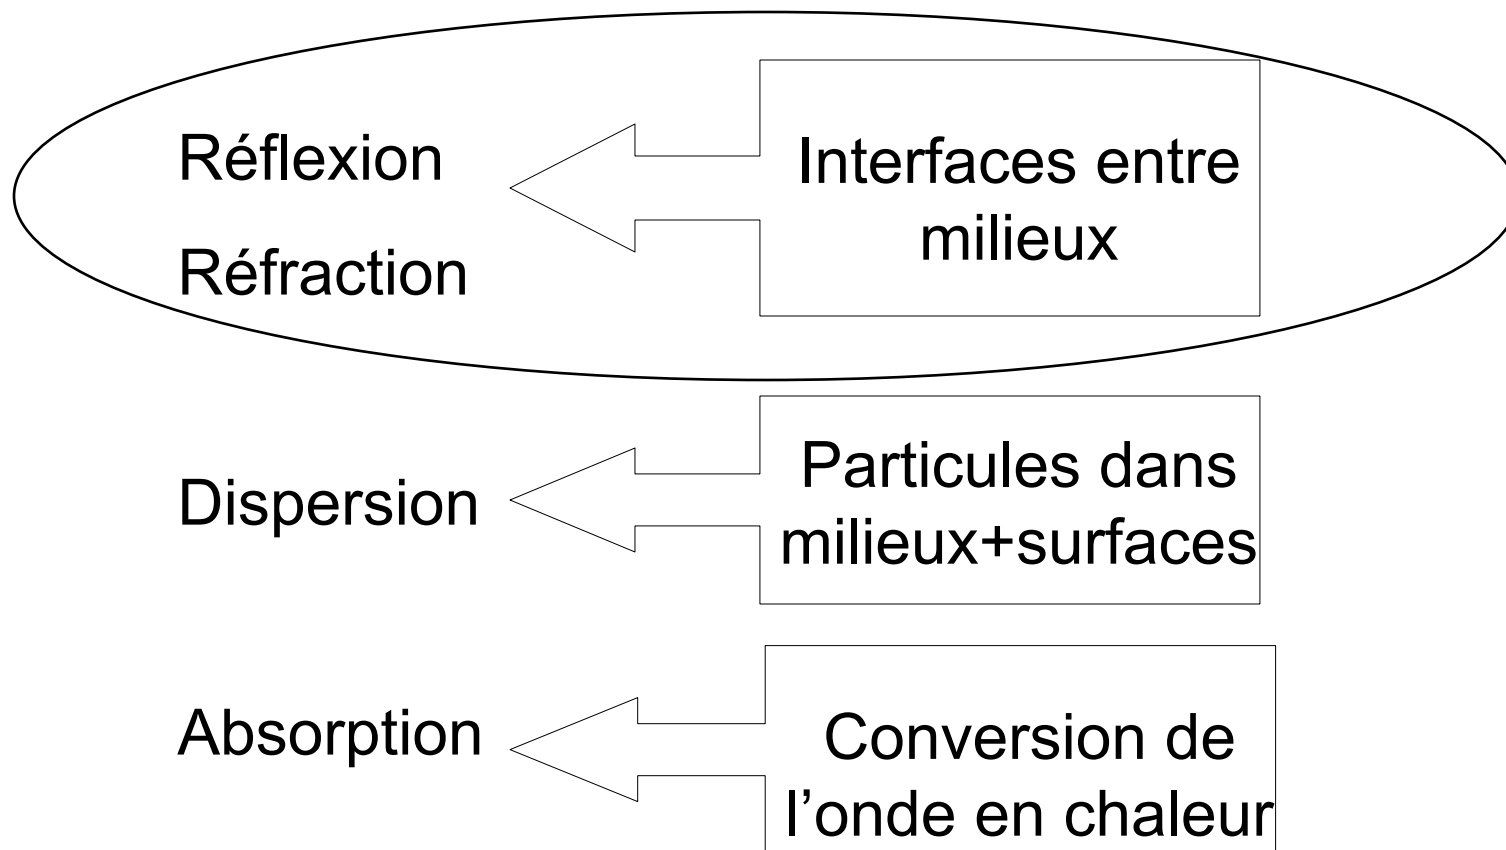 Réflexion
Interfaces entre
milieux
Réfraction
Particules dans
Dispersion
milieux+surfaces
Absorption
Conversion de
l’onde en chaleur